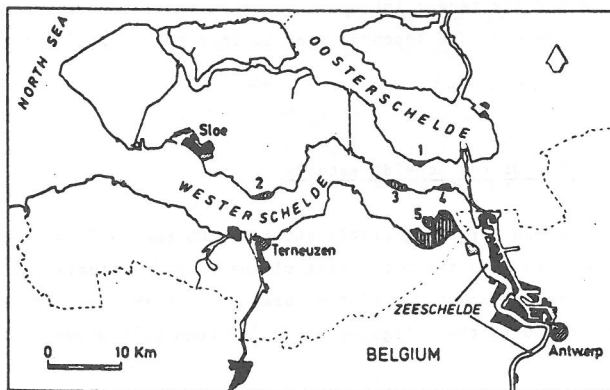 NORTH SEA
OOSTERSCHELDE
Sloe
1
WESTERSCHELDE
2
3
4
5
Terneuzen
ZEESCHELDE
0 10 Km
BELGIUM
Antwerp